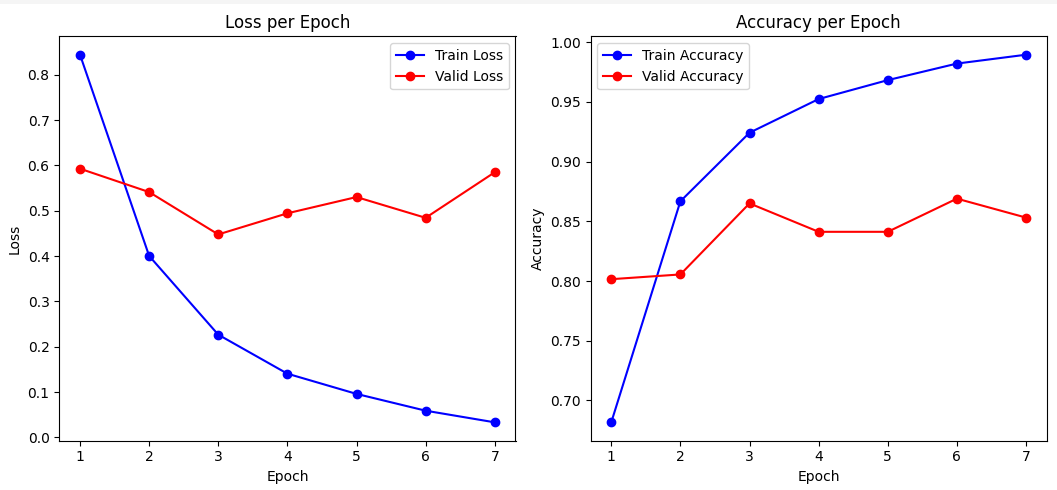 Loss per Epoch
Train Loss
Valid Loss
0.8
0.7
0.6
0.5
0.4
0.3
0.2
0.1
0.0
Loss
1 2 3 4 5 6 7
Epoch
Accuracy per Epoch
Train Accuracy
Valid Accuracy
1.00
0.95
0.90
0.85
0.80
0.75
0.70
Accuracy
1 2 3 4 5 6 7
Epoch